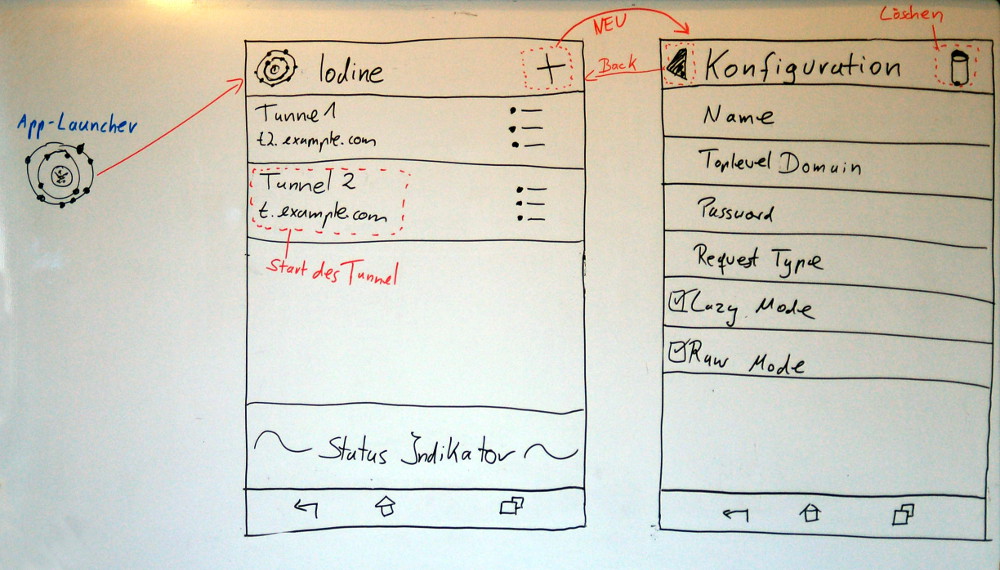 App-Launcher
Iodine
NEU
Back
Löschen
Konfiguration
Tunnel 1
t2.example.com
Tunnel 2
t.example.com
Start des Tunnel
Status Indikator
Name
Toplevel Domain
Password
Request Type
Lazy Mode
Raw Mode